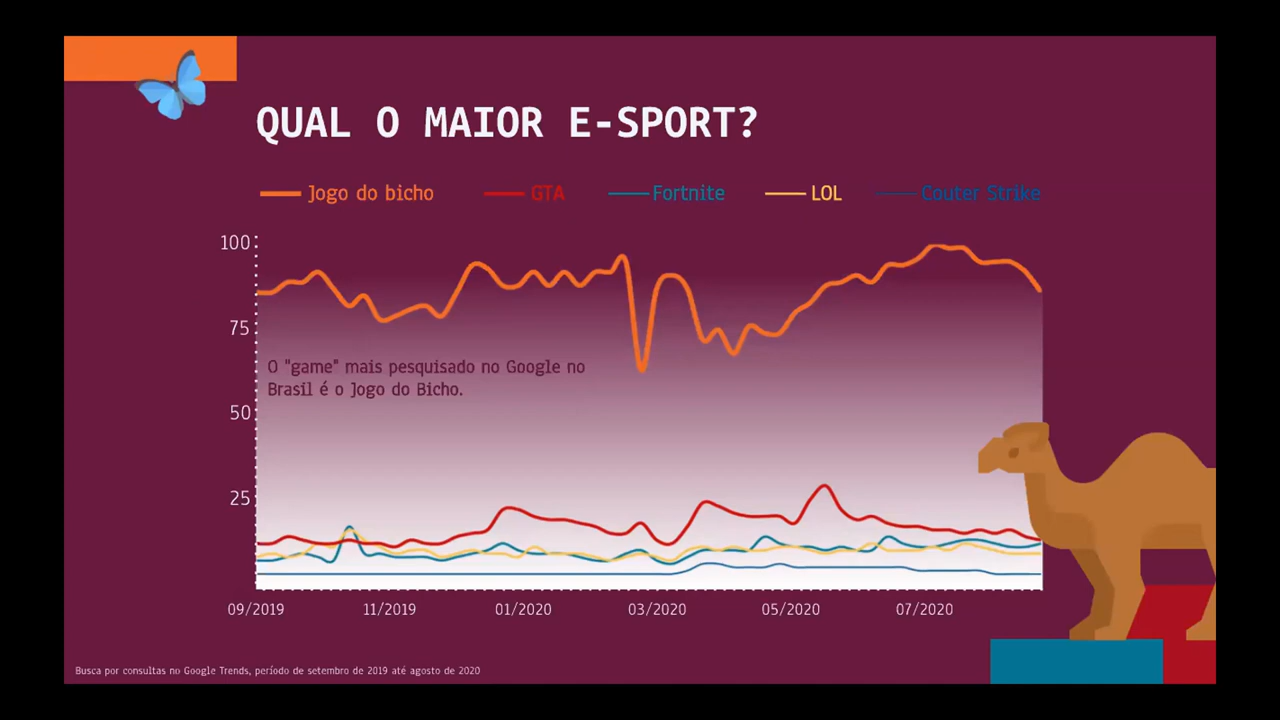 QUAL O MAIOR E-SPORT?
Jogo do bicho GTA Fortnite LOL Couter Strike
100
75
O "game" mais pesquisado no Google no
Brasil é o Jogo do Bicho.
50
25
09/2019 11/2019 01/2020 03/2020 05/2020 07/2020
Busca por consultas no Google Trends, período de setembro de 2019 até agosto de 2020